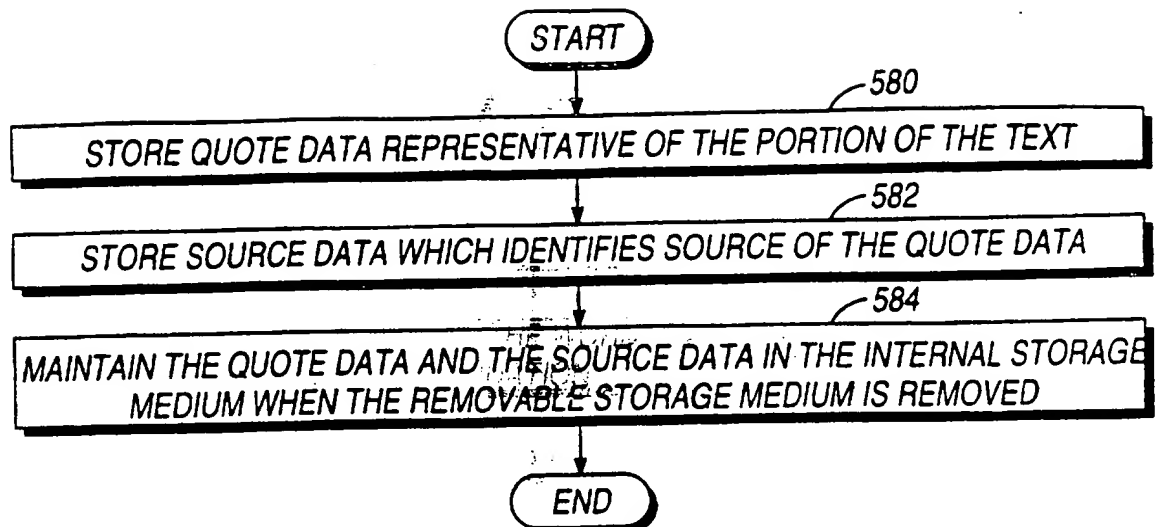 START
580
STORE QUOTE DATA REPRESENTATIVE OF THE PORTION OF THE TEXT
582
STORE SOURCE DATA WHICH IDENTIFIES SOURCE OF THE QUOTE DATA
584
MAINTAIN THE QUOTE DATA AND THE SOURCE DATA IN THE INTERNAL STORAGE
MEDIUM WHEN THE REMOVABLE STORAGE MEDIUM IS REMOVED
END